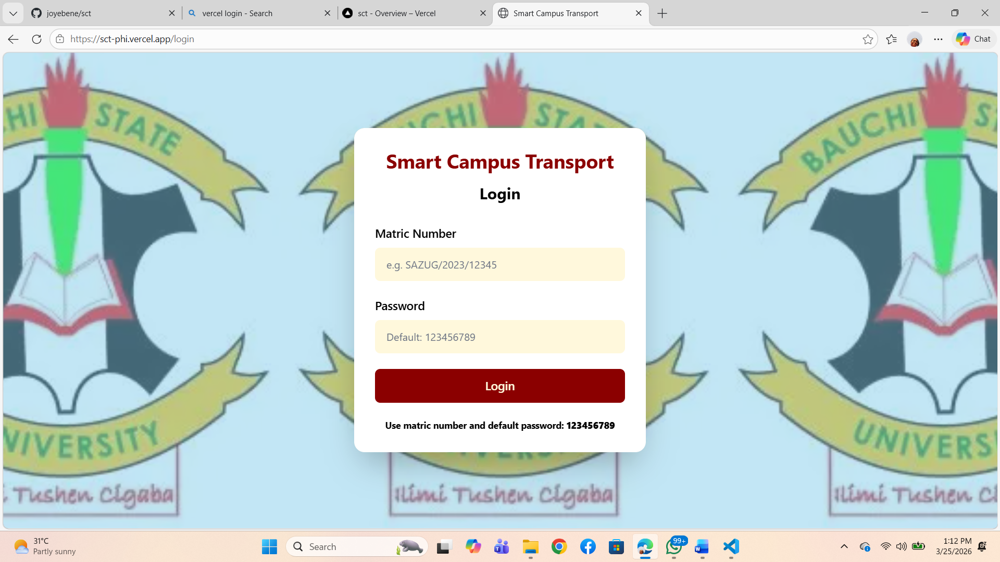 joyebene/sct
vercel login - Search
sct - Overview – Vercel
Smart Campus Transport
https://sct-phi.vercel.app/login
Chat
HI STATE
UCHI STA
BAUCHI S
Smart Campus Transport
Login
Matric Number
e.g. SAZUG/2023/12345
Password
Default: 123456789
Login
Use matric number and default password: 123456789
NIVERSITY
UNIVERS
i Tushen Cigaba
Ilimi Tushen Cigaba
Ilimi Tushen Ci
31°C
Partly sunny
Search
99+
1:12 PM
3/25/2026